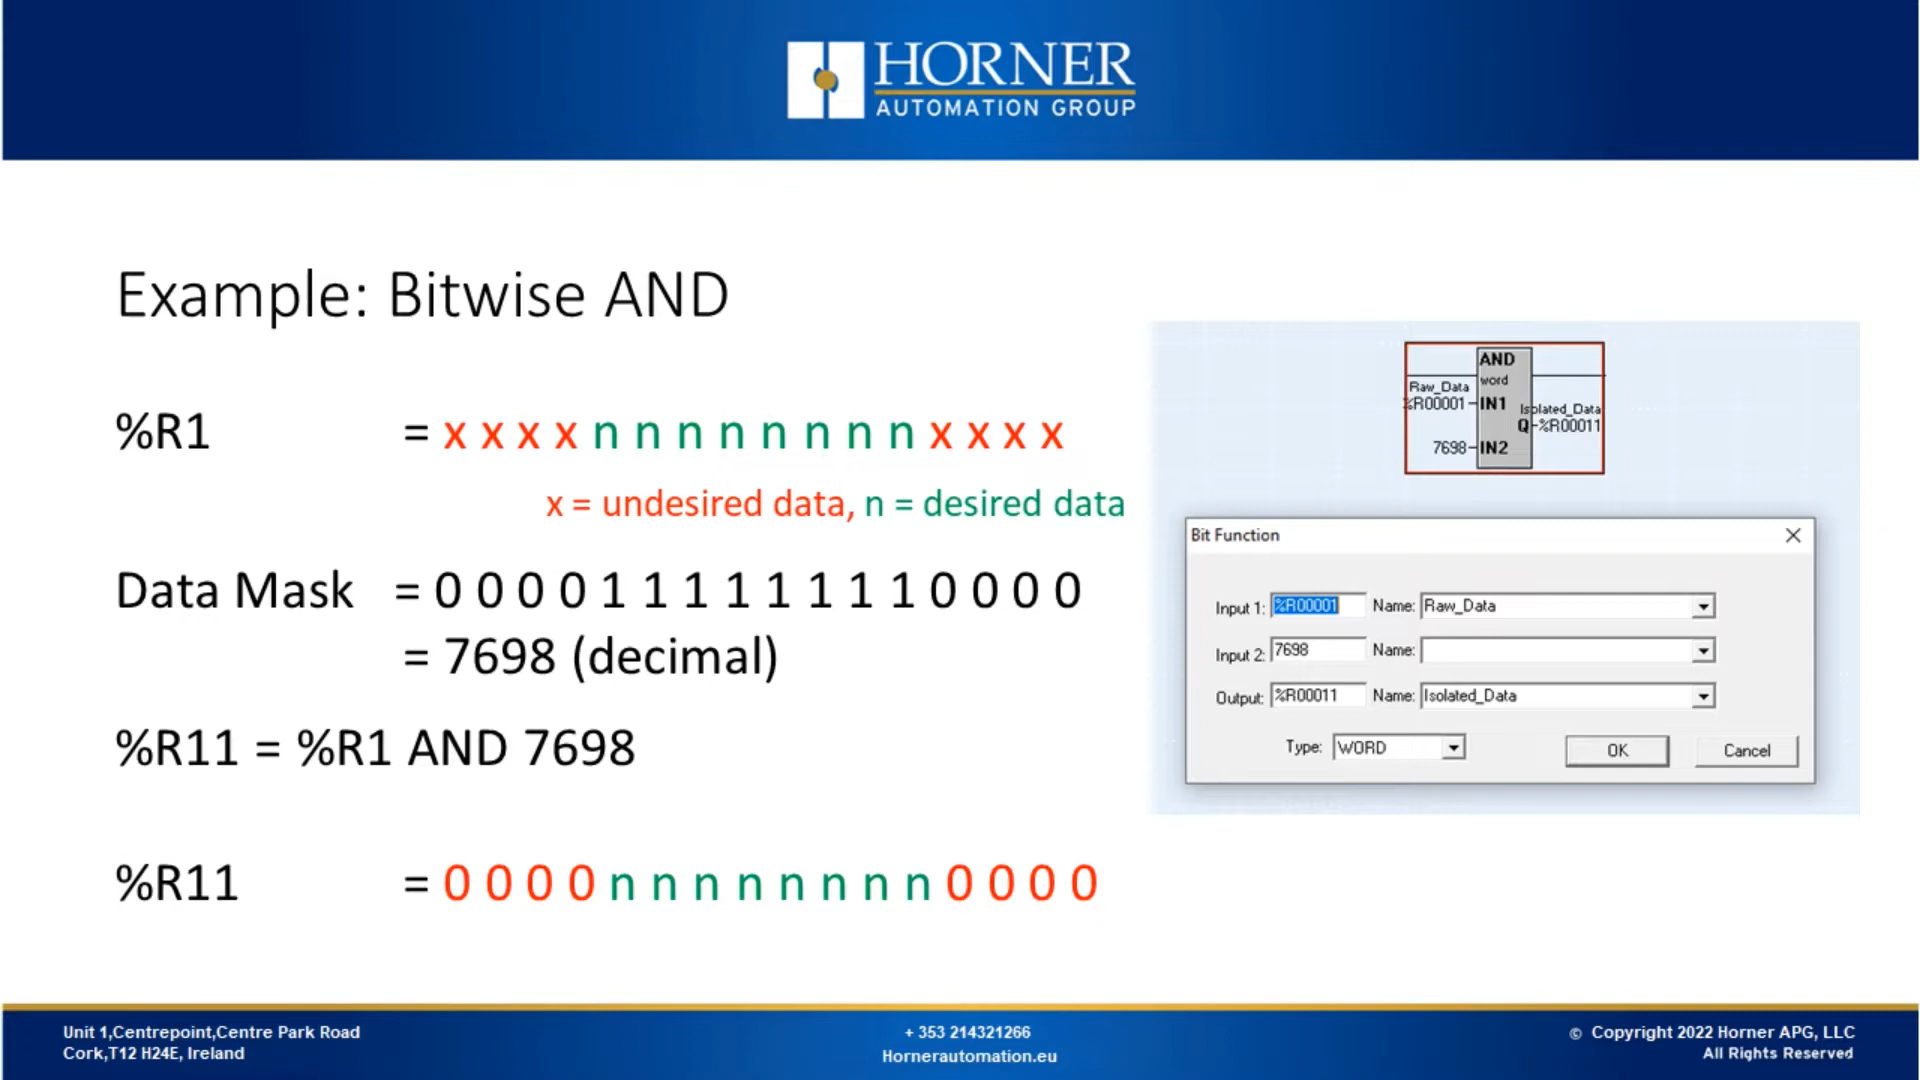 HORNER
AUTOMATION GROUP
Example: Bitwise AND
%R1 = x x x x n n n n n n n n x x x x
x = undesired data, n = desired data
Data Mask = 0 0 0 0 1 1 1 1 1 1 1 1 0 0 0 0
= 7698 (decimal)
%R11 = %R1 AND 7698
%R11 = 0 0 0 0 n n n n n n n n 0 0 0 0
AND
word
Raw_Data
%R00001 IN1
Isolated_Data
Q %R00011
7698 IN2
Bit Function
Input 1: %R00001 Name: Raw_Data
Input 2: 7698 Name:
Output: %R00011 Name: Isolated_Data
Type: WORD OK Cancel
Unit 1,Centrepoint,Centre Park Road
Cork,T12 H24E, Ireland
+ 353 214321266
Hornerautomation.eu
© Copyright 2022 Horner APG, LLC
All Rights Reserved